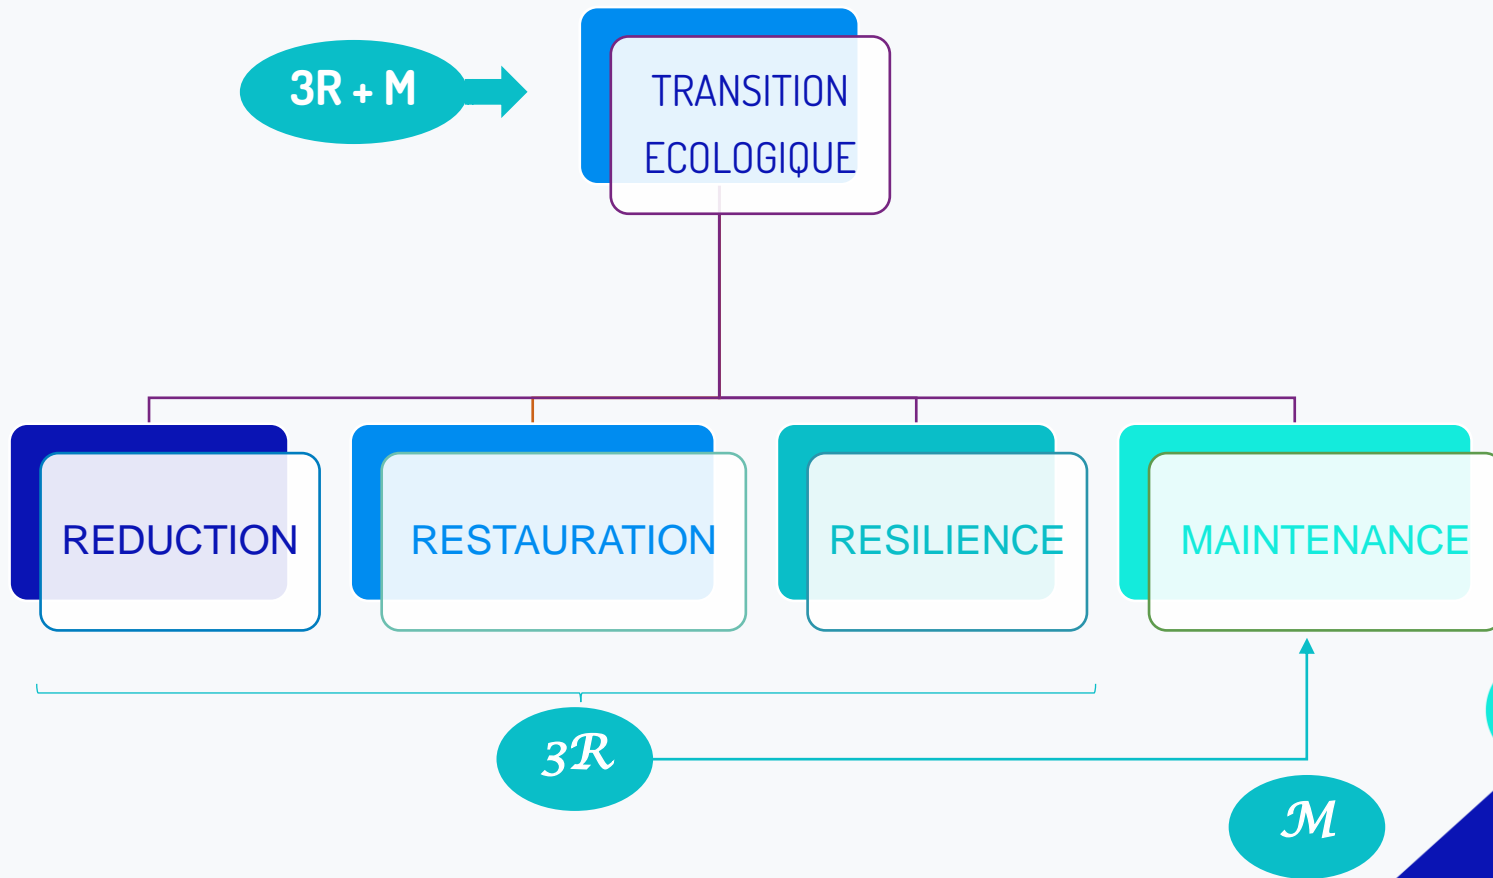 3R + M
TRANSITION
ECOLOGIQUE
REDUCTION
RESTAURATION
RESILIENCE
MAINTENANCE
3R
M